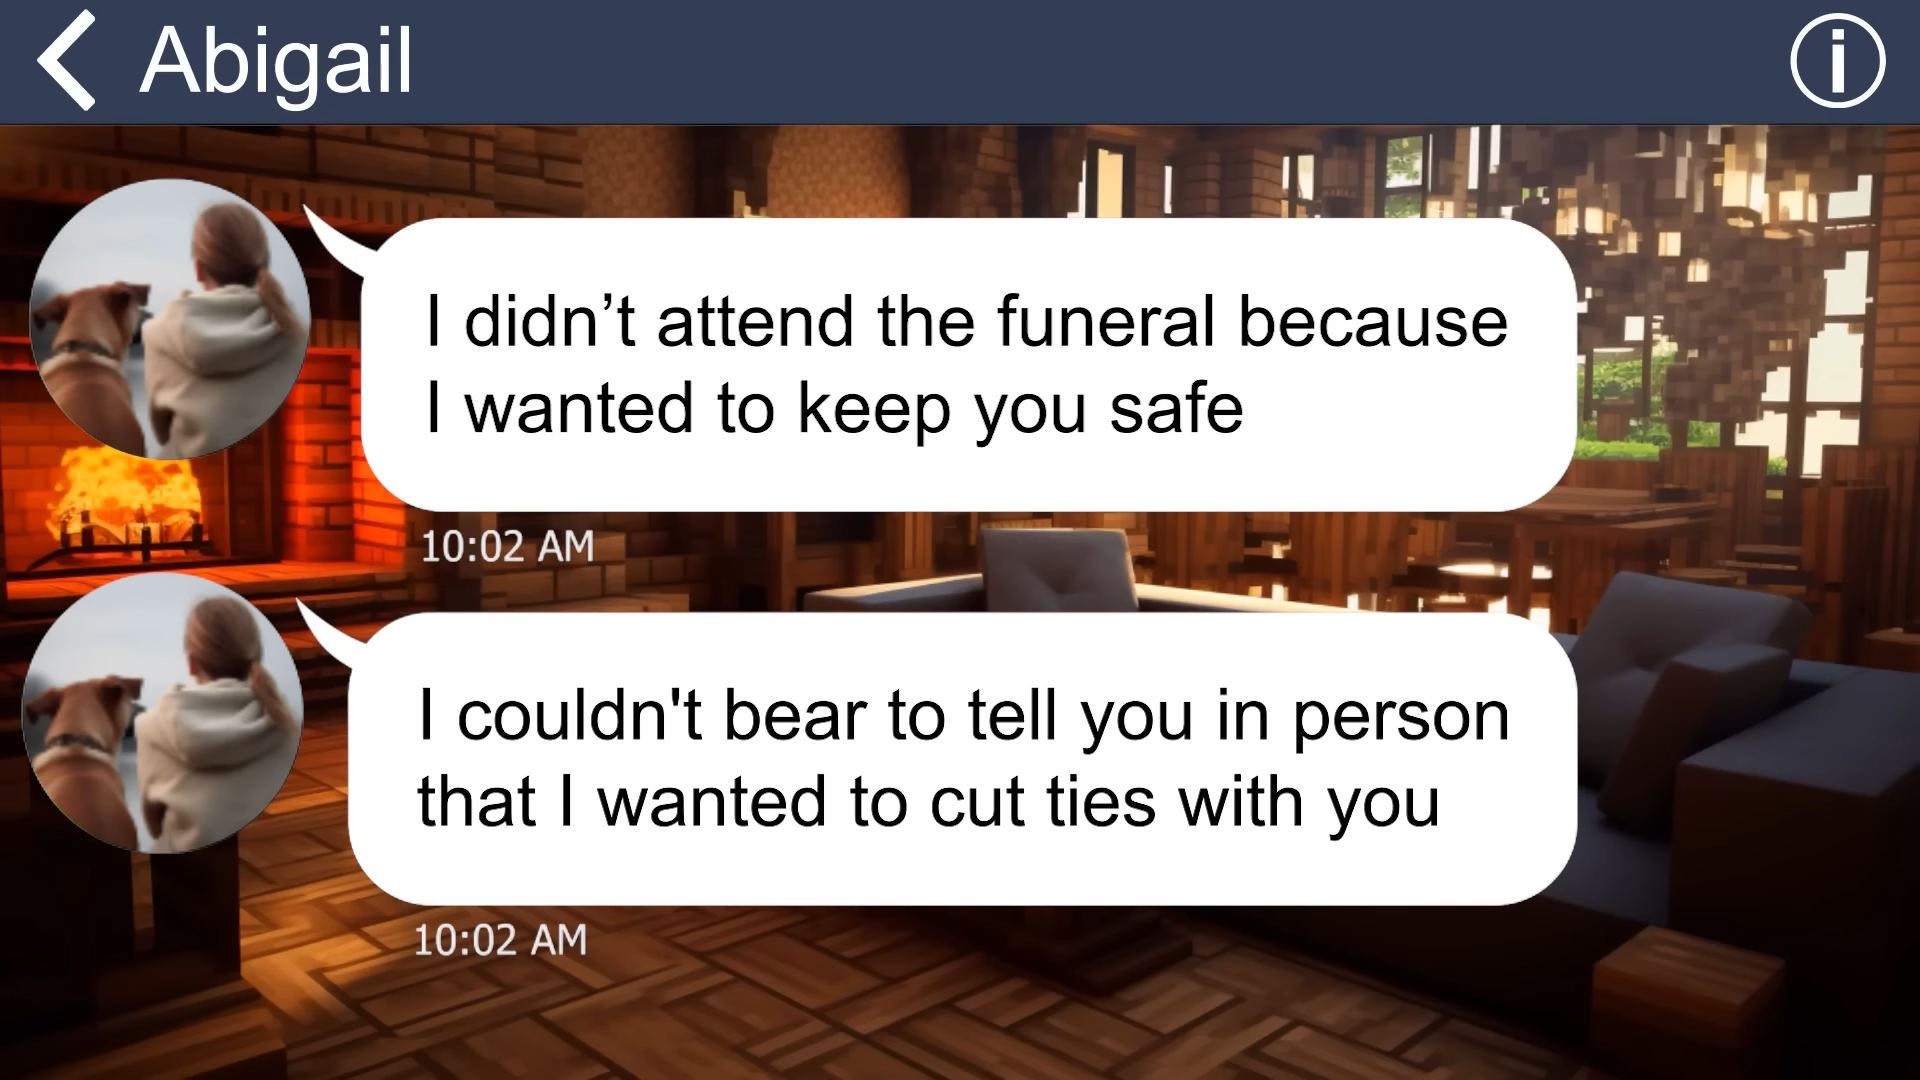 Abigail
I didn’t attend the funeral because
I wanted to keep you safe
10:02 AM
I couldn't bear to tell you in person
that I wanted to cut ties with you
10:02 AM